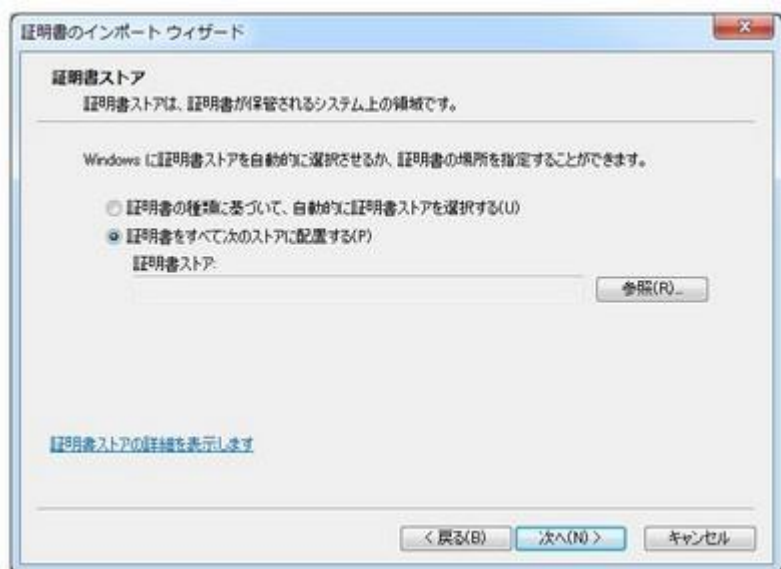 証明書のインポート ウィザード
証明書ストア
証明書ストアは、証明書が保管されるシステム上の領域です。
Windows に証明書ストアを自動的に選択させるか、証明書の場所を指定することができます。
証明書の種類に基づいて、自動的に証明書ストアを選択する(U)
証明書をすべて次のストアに配置する(P)
証明書ストア:
参照(R)...
証明書ストアの詳細を表示します
< 戻る(B)
次へ(N) >
キャンセル